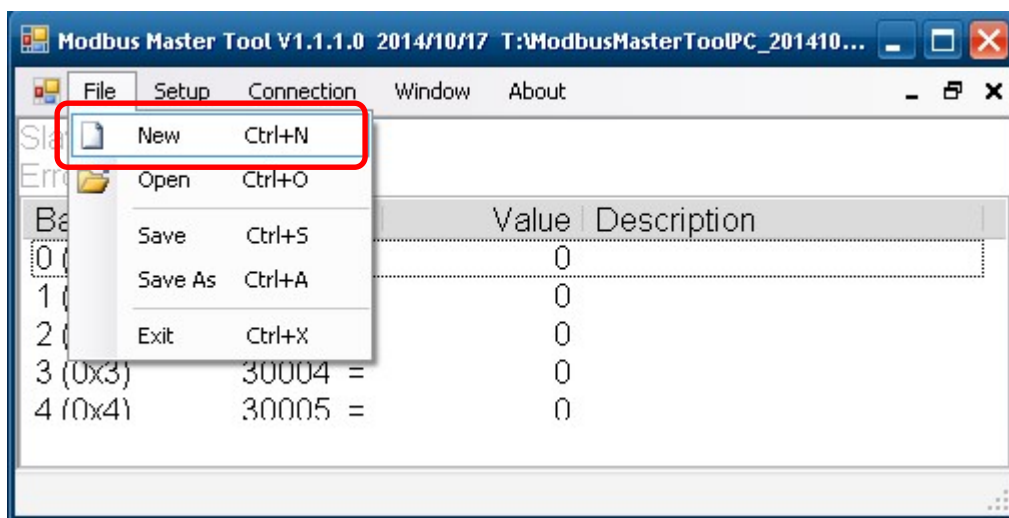 Modbus Master Tool V1.1.1.0 2014/10/17 T:\ModbusMasterToolPC_201410...
File Setup Connection Window About
New Ctrl+N
Open Ctrl+O
Save Ctrl+S
Save As Ctrl+A
Exit Ctrl+X
Value Description
0 ( 0
1 ( 0
2 ( 0
3 (0x3) 30004 = 0
4 (0x4) 30005 = 0